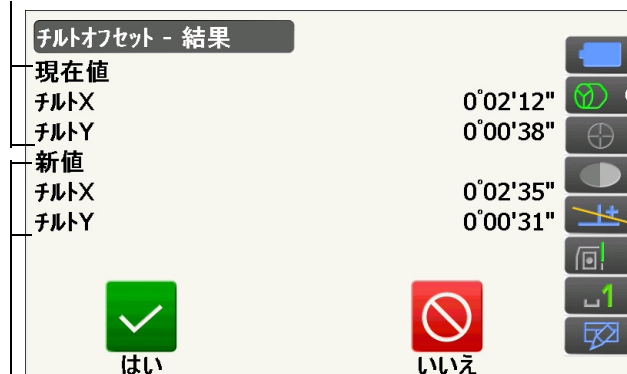 チルトオフセット - 結果
現在値
チルトX 0°02'12"
チルトY 0°00'38"
新値
チルトX 0°02'35"
チルトY 0°00'31"
1
はい いいえ